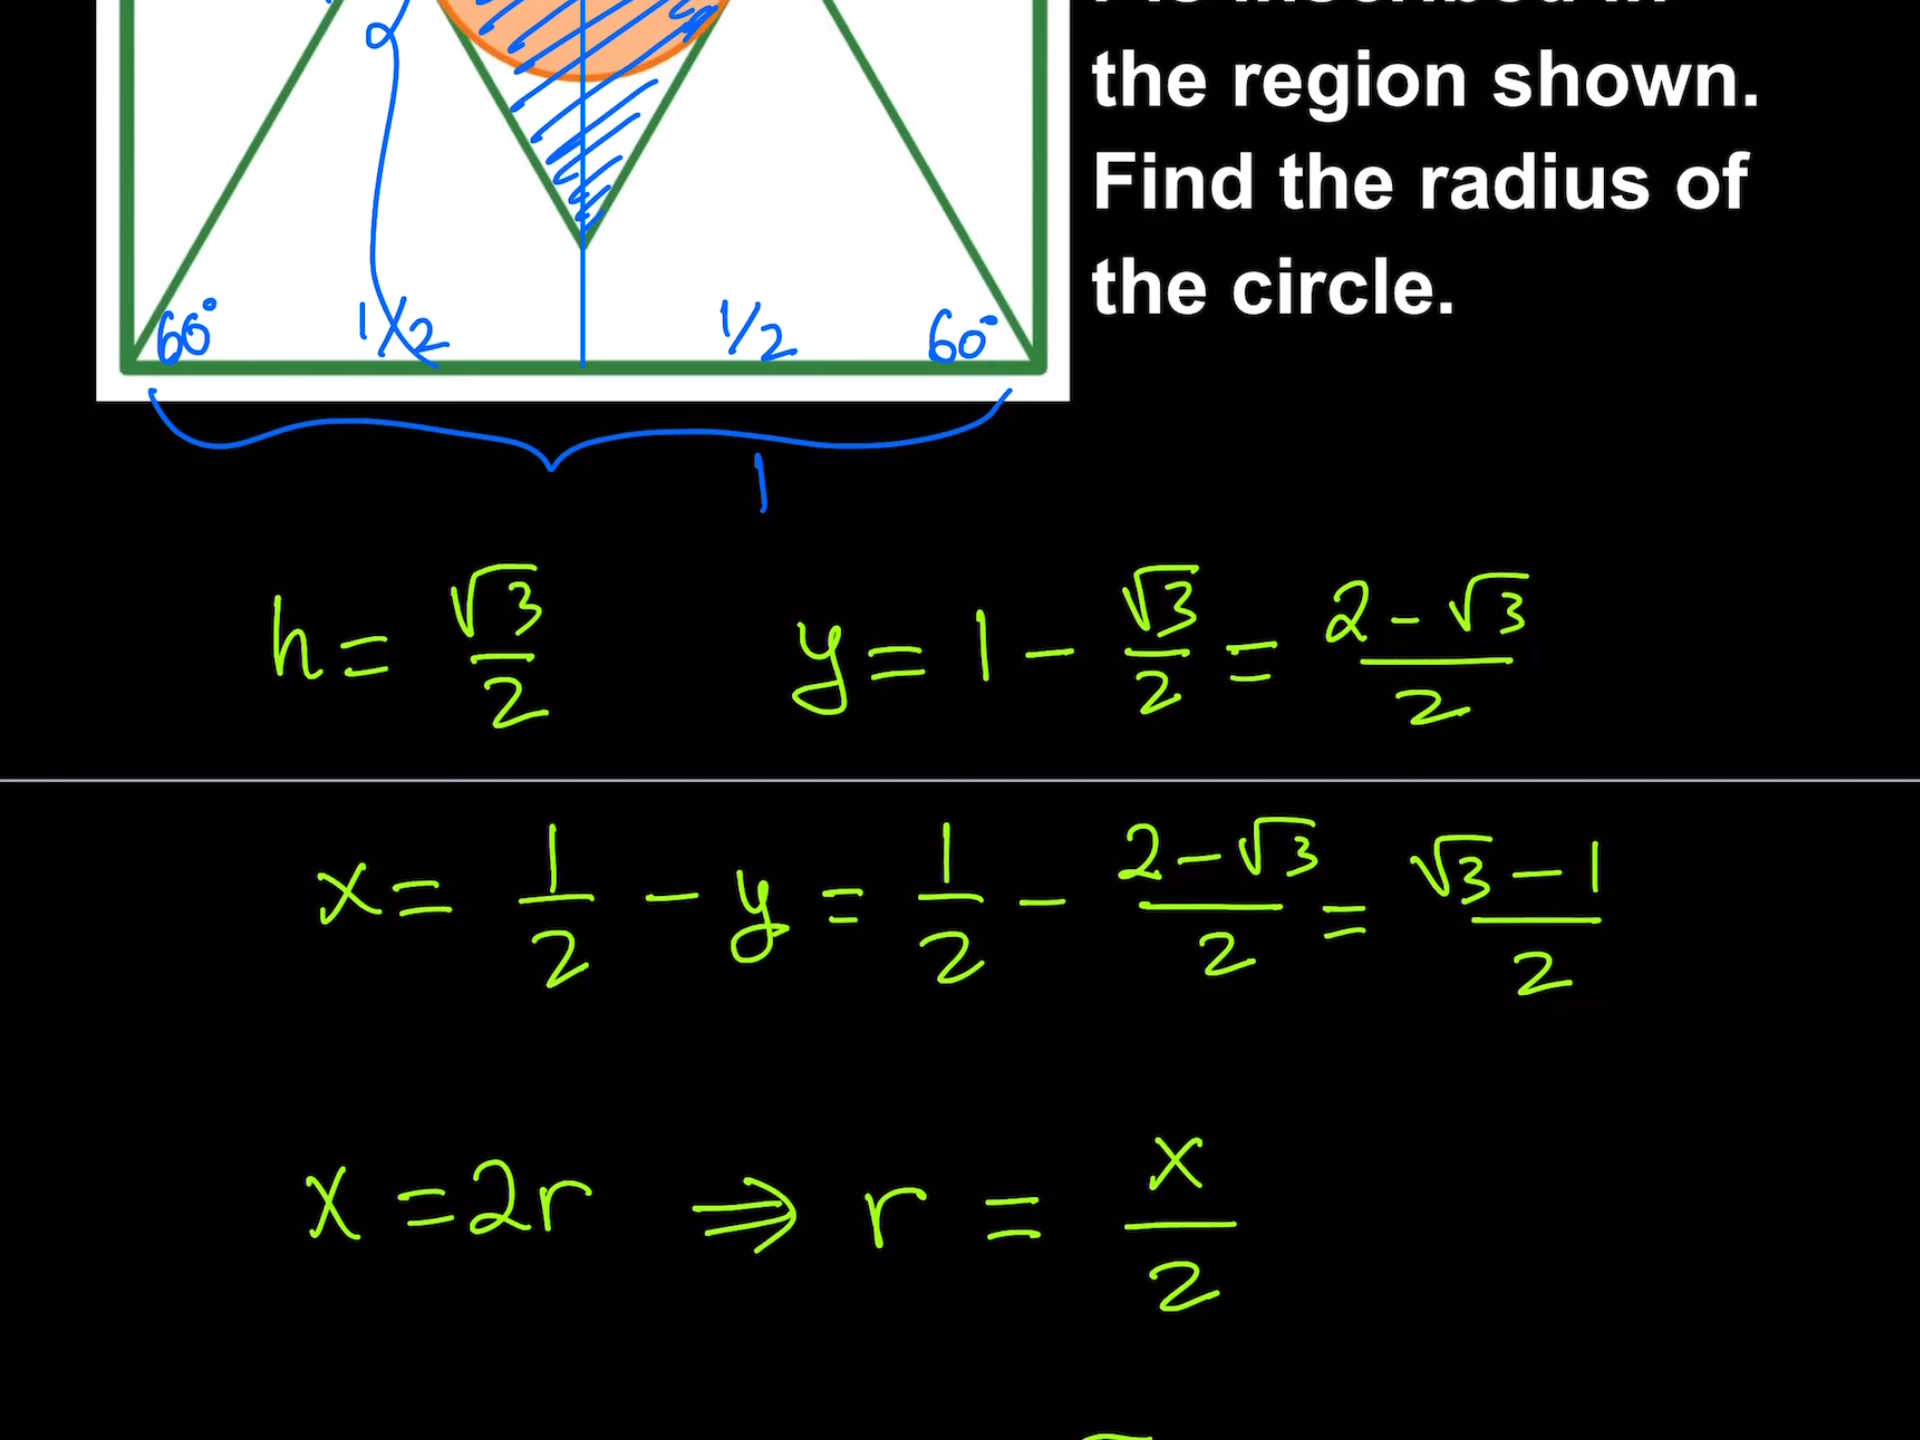 the region shown.
Find the radius of
the circle.
60° 1/2 1/2 60°
1
h = √3/2 y = 1 - √3/2 = (2-√3)/2
x = 1/2 - y = 1/2 - (2-√3)/2 = (√3-1)/2
x = 2r ⇒ r = x/2